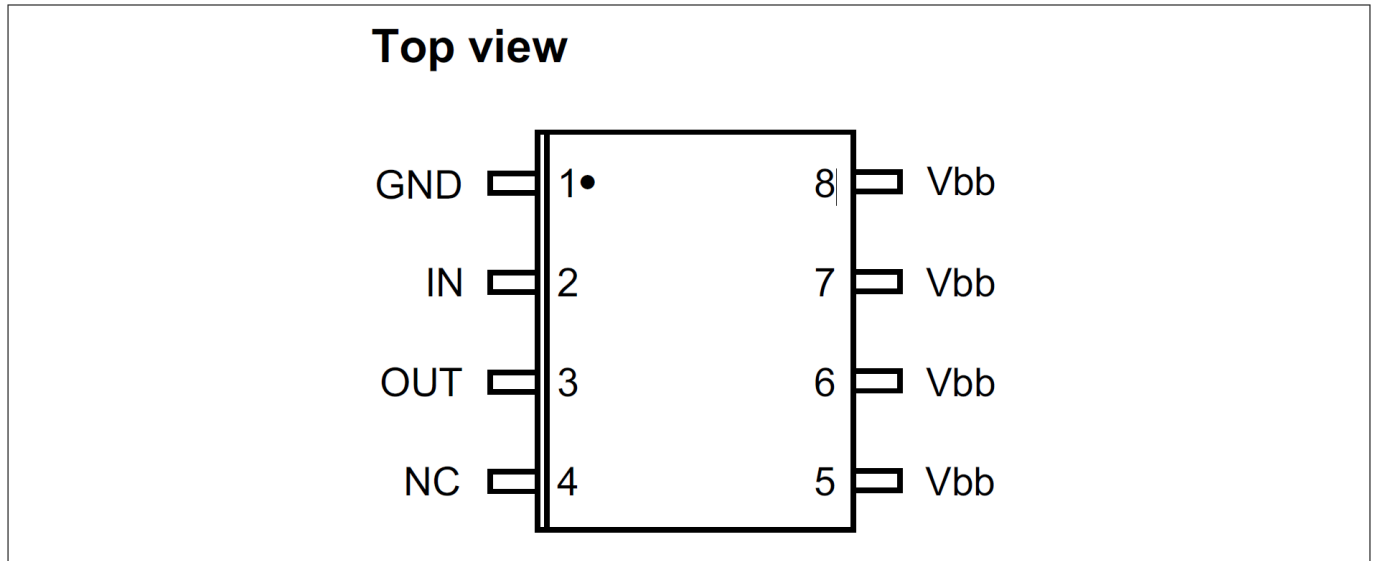 Top view
GND 1• 8 Vbb
IN 2 7 Vbb
OUT 3 6 Vbb
NC 4 5 Vbb